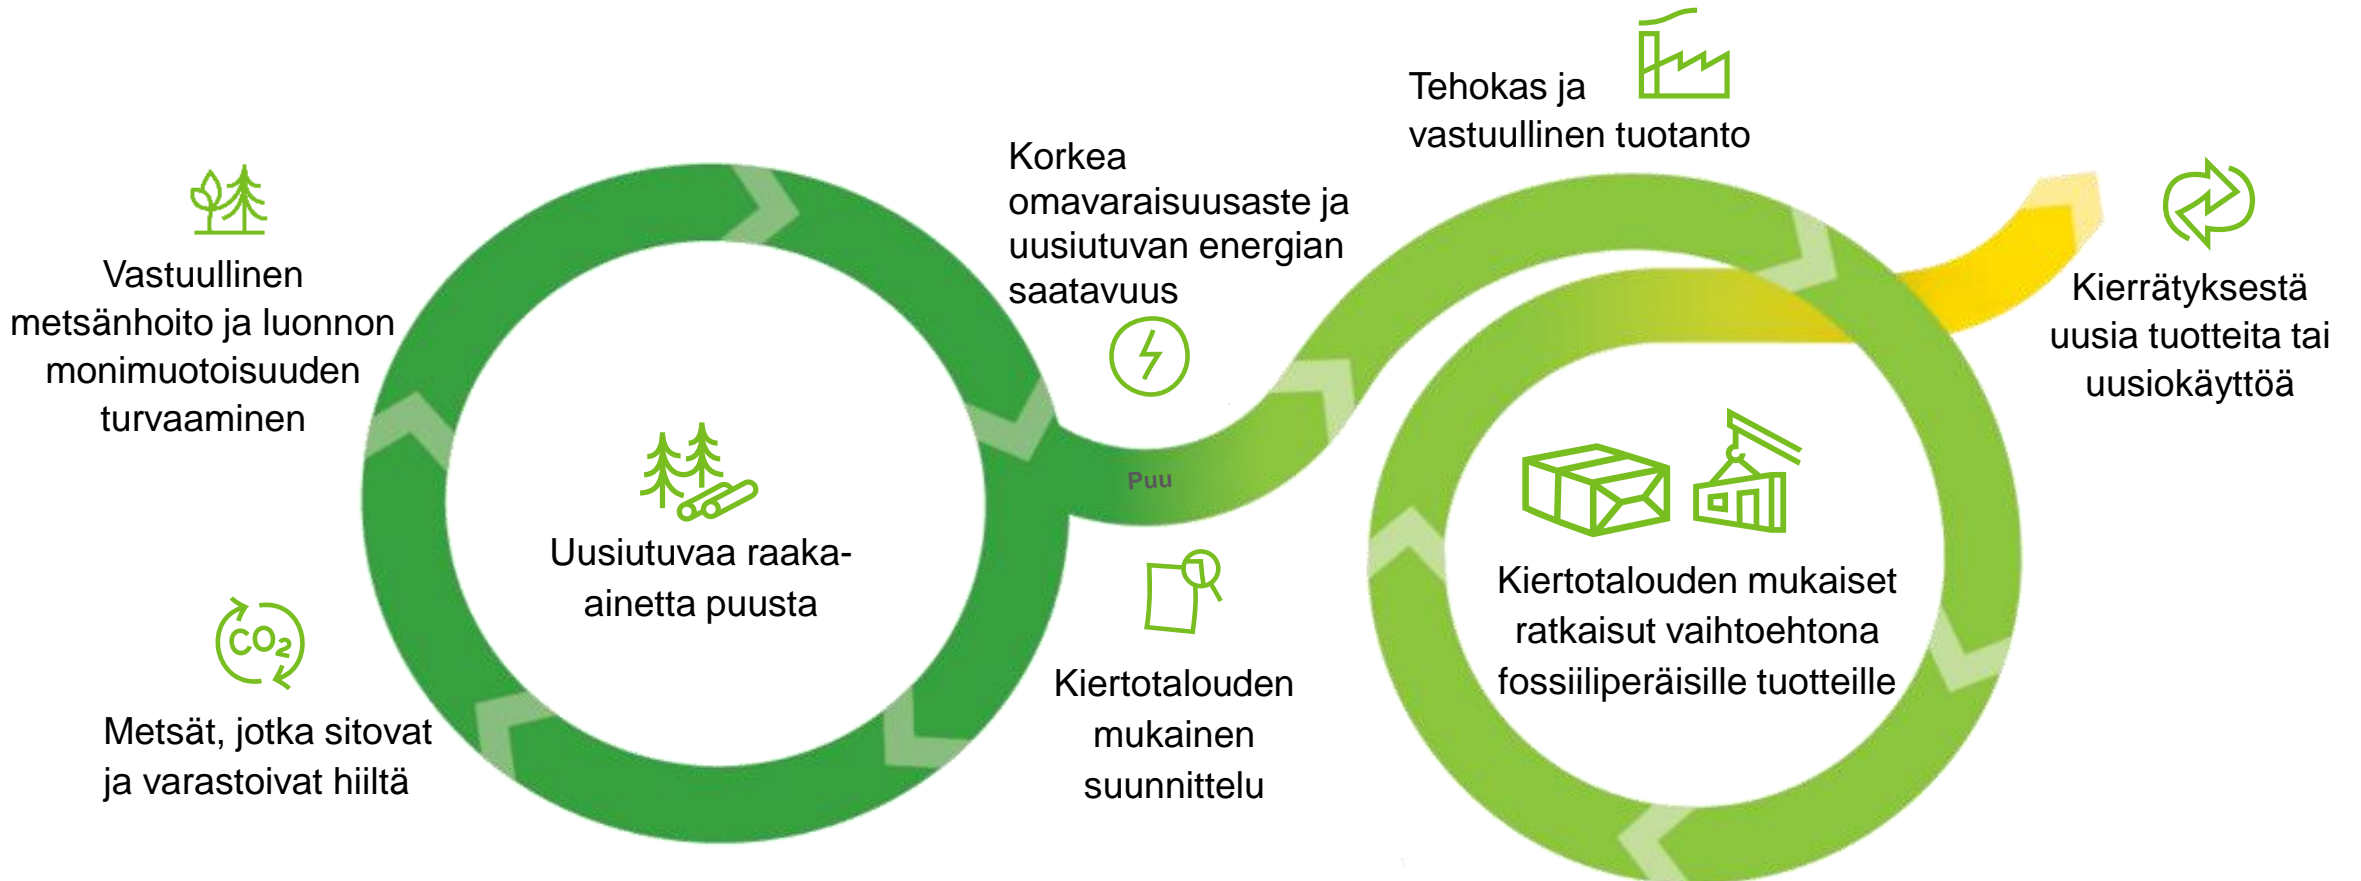 Vastuullinen
metsänhoito ja luonnon
monimuotoisuuden
turvaaminen
CO₂
Metsät, jotka sitovat
ja varastoivat hiiltä
Uusiutuvaa raaka-
ainetta puusta
Korkea
omavaraisuusaste ja
uusiutuvan energian
saatavuus
Puu
Kiertotalouden
mukainen
suunnittelu
Tehokas ja
vastuullinen tuotanto
Kiertotalouden mukaiset
ratkaisut vaihtoehtona
fossiiliperäisille tuotteille
Kierrätyksestä
uusia tuotteita tai
uusiokäyttöä